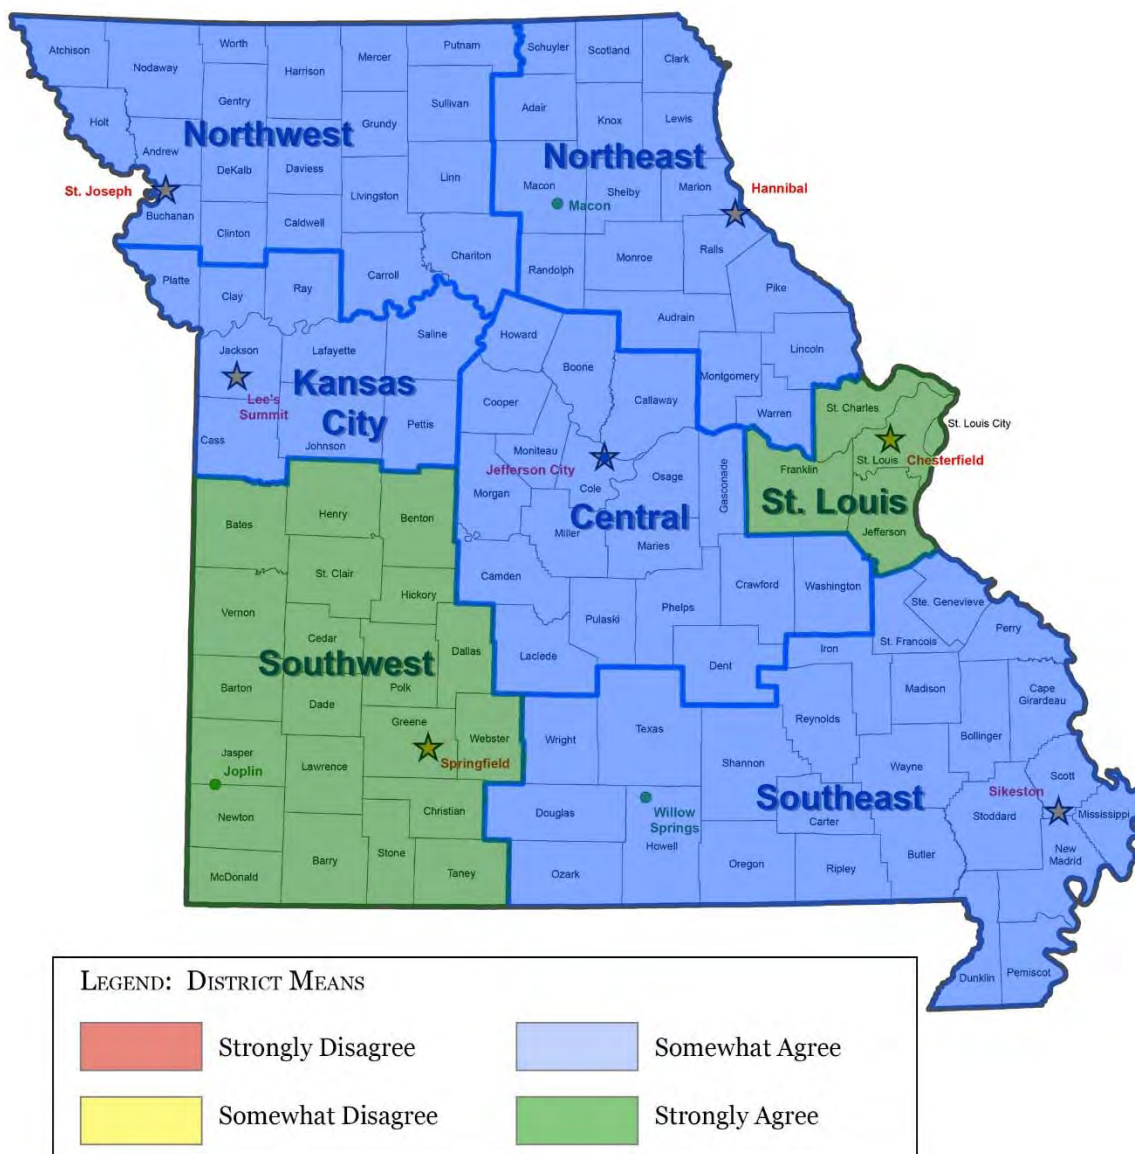 Atchison
Nodaway
Worth
Harrison
Mercer
Putnam
Schuyler
Scotland
Clark
Holt
Gentry
Sullivan
Adair
Knox
Lewis
Andrew
Grundy
Northwest
Northeast
DeKalb
Daviess
Linn
St. Joseph
Livingston
Macon
Shelby
Marion
Hannibal
Macon
Buchanan
Clinton
Caldwell
Chariton
Carroll
Randolph
Monroe
Ralls
Pike
Platte
Clay
Ray
Saline
Howard
Audrain
Jackson
Lafayette
Boone
Lincoln
Kansas
City
Lee's
Summit
Cooper
Callaway
Montgomery
Warren
St. Charles
St. Louis City
Cass
Johnson
Pettis
Moniteau
Jefferson City
Franklin
St. Louis
Chesterfield
Morgan
Cole
Osage
Gasconade
Central
St. Louis
Bates
Henry
Benton
Miller
Maries
Jefferson
St. Clair
Camden
Crawford
Washington
Hickory
Vernon
Pulaski
Phelps
Ste. Genevieve
Perry
Cedar
Dallas
Laclede
Dent
Iron
St. Francois
Southwest
Barton
Polk
Dade
Madison
Cape
Girardeau
Greene
Webster
Wright
Texas
Reynolds
Bollinger
Jasper
Joplin
Lawrence
Springfield
Shannon
Wayne
Scott
Southeast
Sikeston
Newton
Christian
Douglas
Willow
Springs
Howell
Carter
Stoddard
Mississippi
McDonald
Barry
Stone
Taney
Ozark
Oregon
Ripley
Butler
New
Madrid
Dunklin
Pemiscot
LEGEND: DISTRICT MEANS
Strongly Disagree
Somewhat Agree
Somewhat Disagree
Strongly Agree